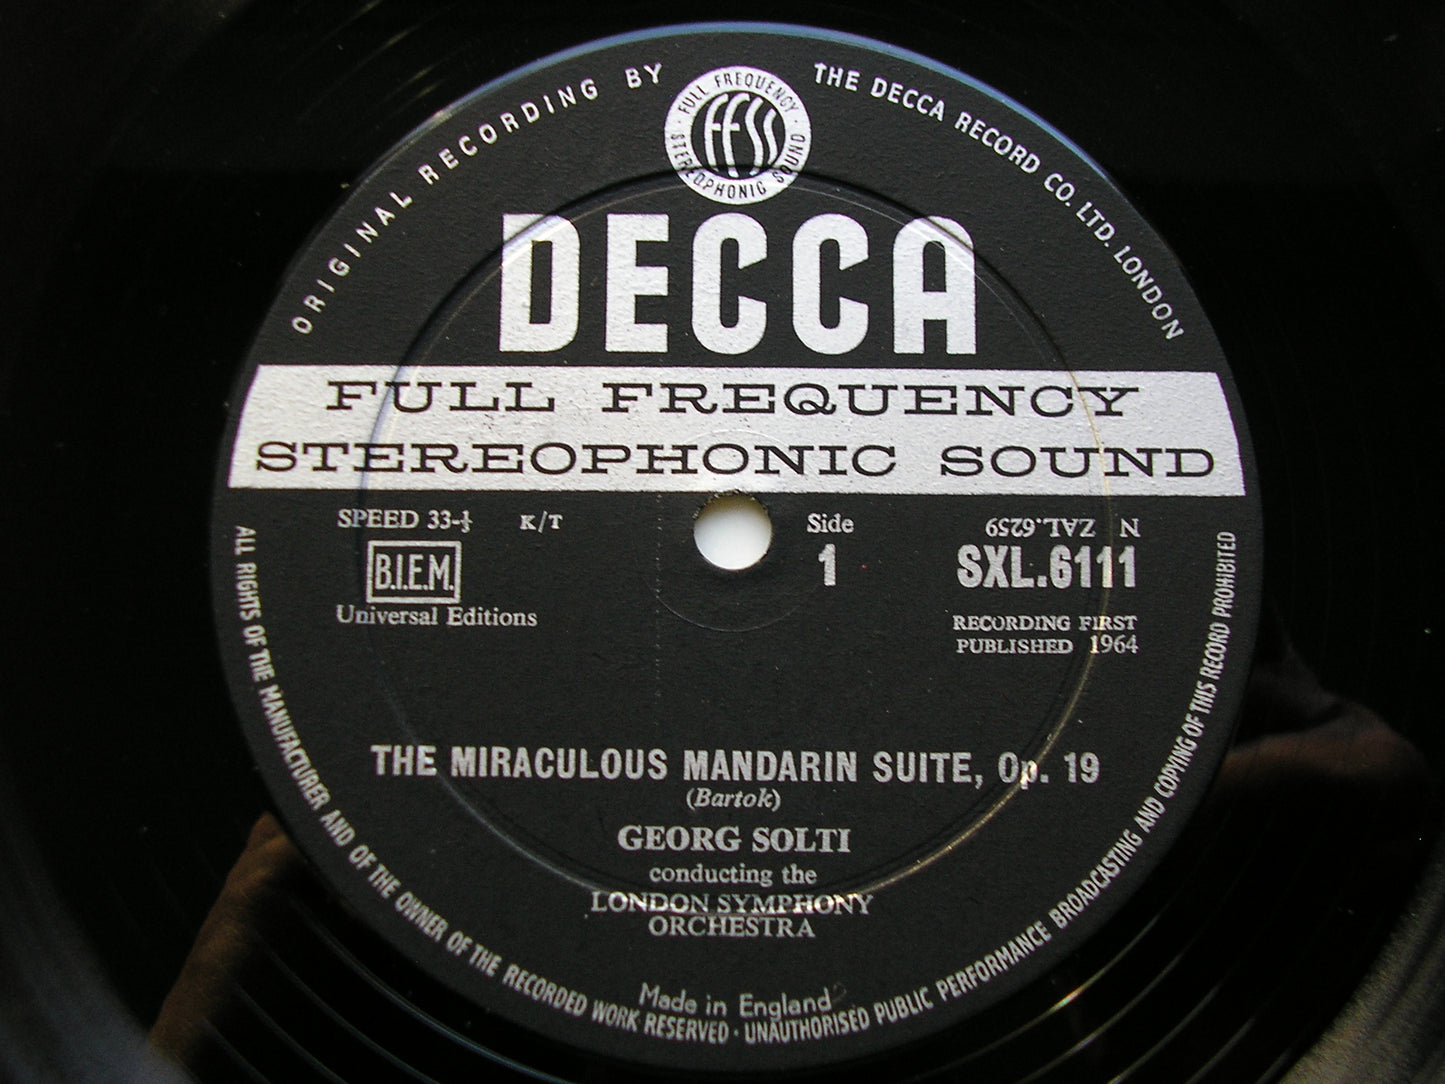 ORIGINAL RECORDING BY
THE DECCA RECORD CO. LTD. LONDON
FULL FREQUENCY
STEREOPHONIC SOUND
FFSS
DECCA
FULL FREQUENCY
STEREOPHONIC SOUND
SPEED 33-⅓ K/T
B.I.E.M.
Universal Editions
Side
1
N ZAL.6259
SXL.6111
RECORDING FIRST
PUBLISHED 1964
THE MIRACULOUS MANDARIN SUITE, Op. 19
(Bartok)
GEORG SOLTI
conducting the
LONDON SYMPHONY
ORCHESTRA
Made in England
ALL RIGHTS OF THE MANUFACTURER AND OF THE OWNER OF THE RECORDED WORK RESERVED · UNAUTHORISED PUBLIC PERFORMANCE BROADCASTING AND COPYING OF THIS RECORD PROHIBITED